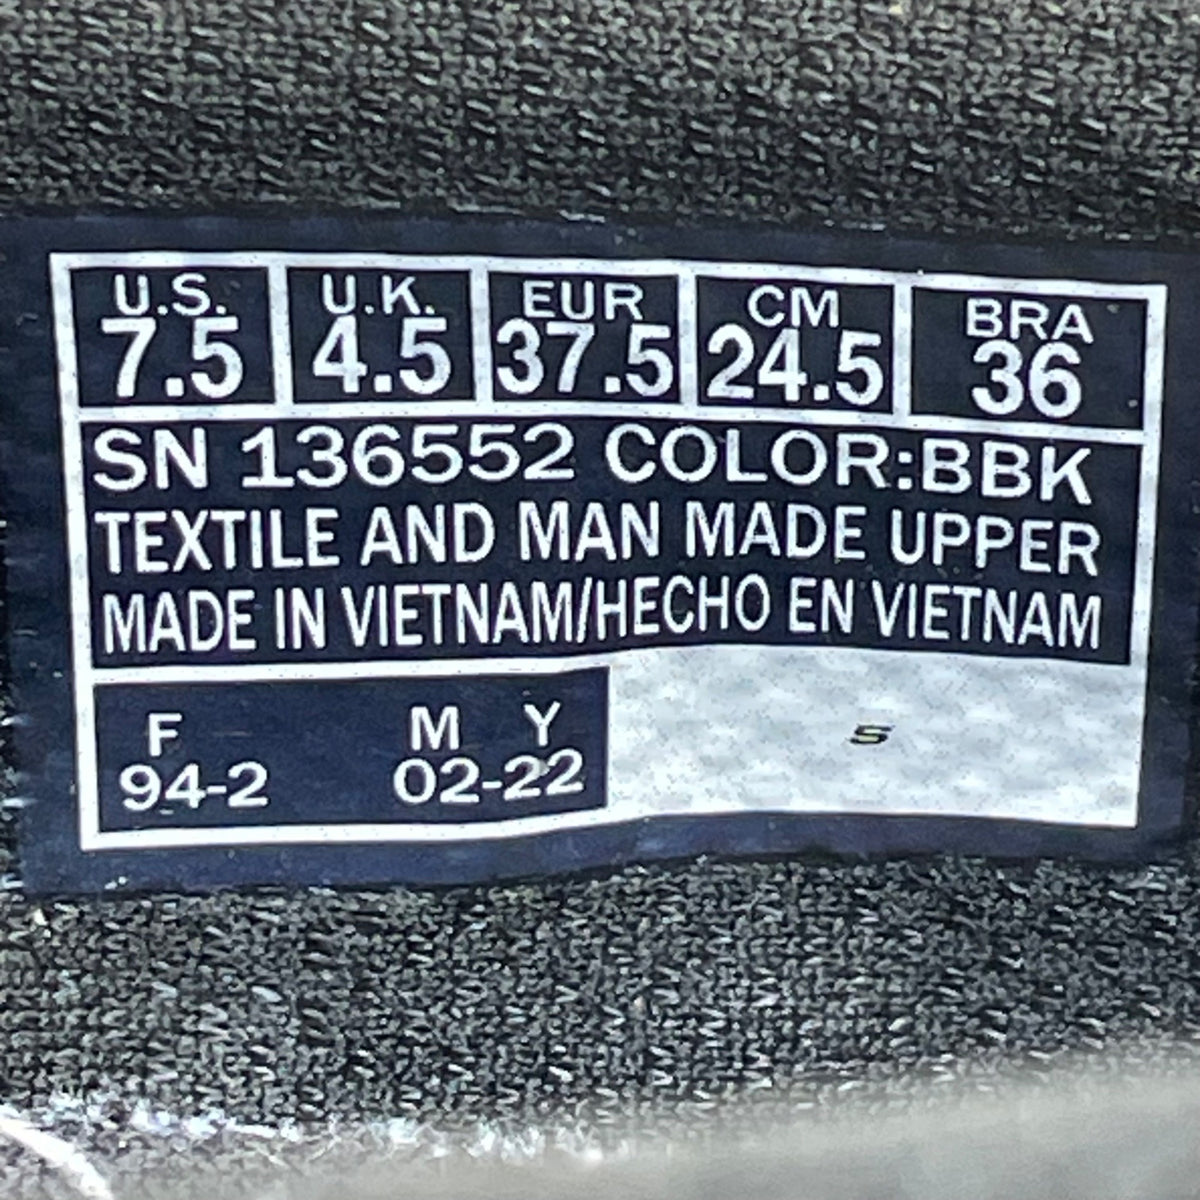 U.S. U.K. EUR CM BRA
7.5 4.5 37.5 24.5 36
SN 136552 COLOR:BBK
TEXTILE AND MAN MADE UPPER
MADE IN VIETNAM/HECHO EN VIETNAM
F M Y
94-2 02-22
S